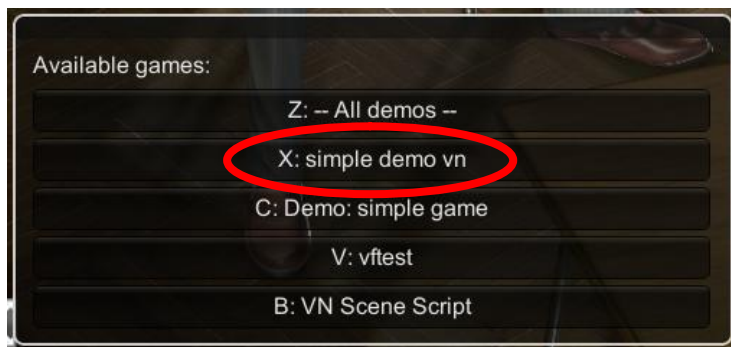 Available games:
Z: -- All demos --
X: simple demo vn
C: Demo: simple game
V: vftest
B: VN Scene Script